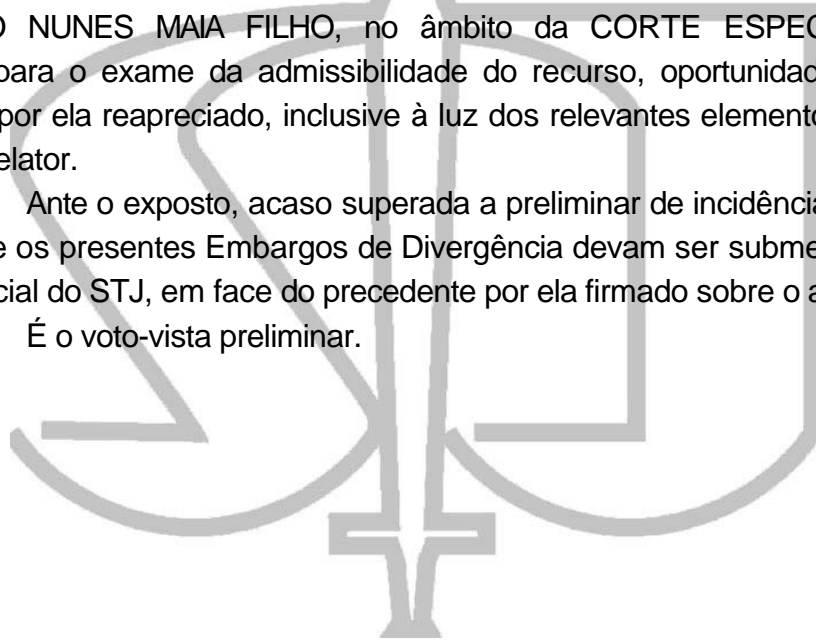 O NUNES MAIA FILHO, no âmbito da CORTE ESPEC
para o exame da admissibilidade do recurso, oportunidad
por ela reapreciado, inclusive à luz dos relevantes elemento
elator.
Ante o exposto, acaso superada a preliminar de incidência
e os presentes Embargos de Divergência devam ser subme
cial do STJ, em face do precedente por ela firmado sobre o a
É o voto-vista preliminar.